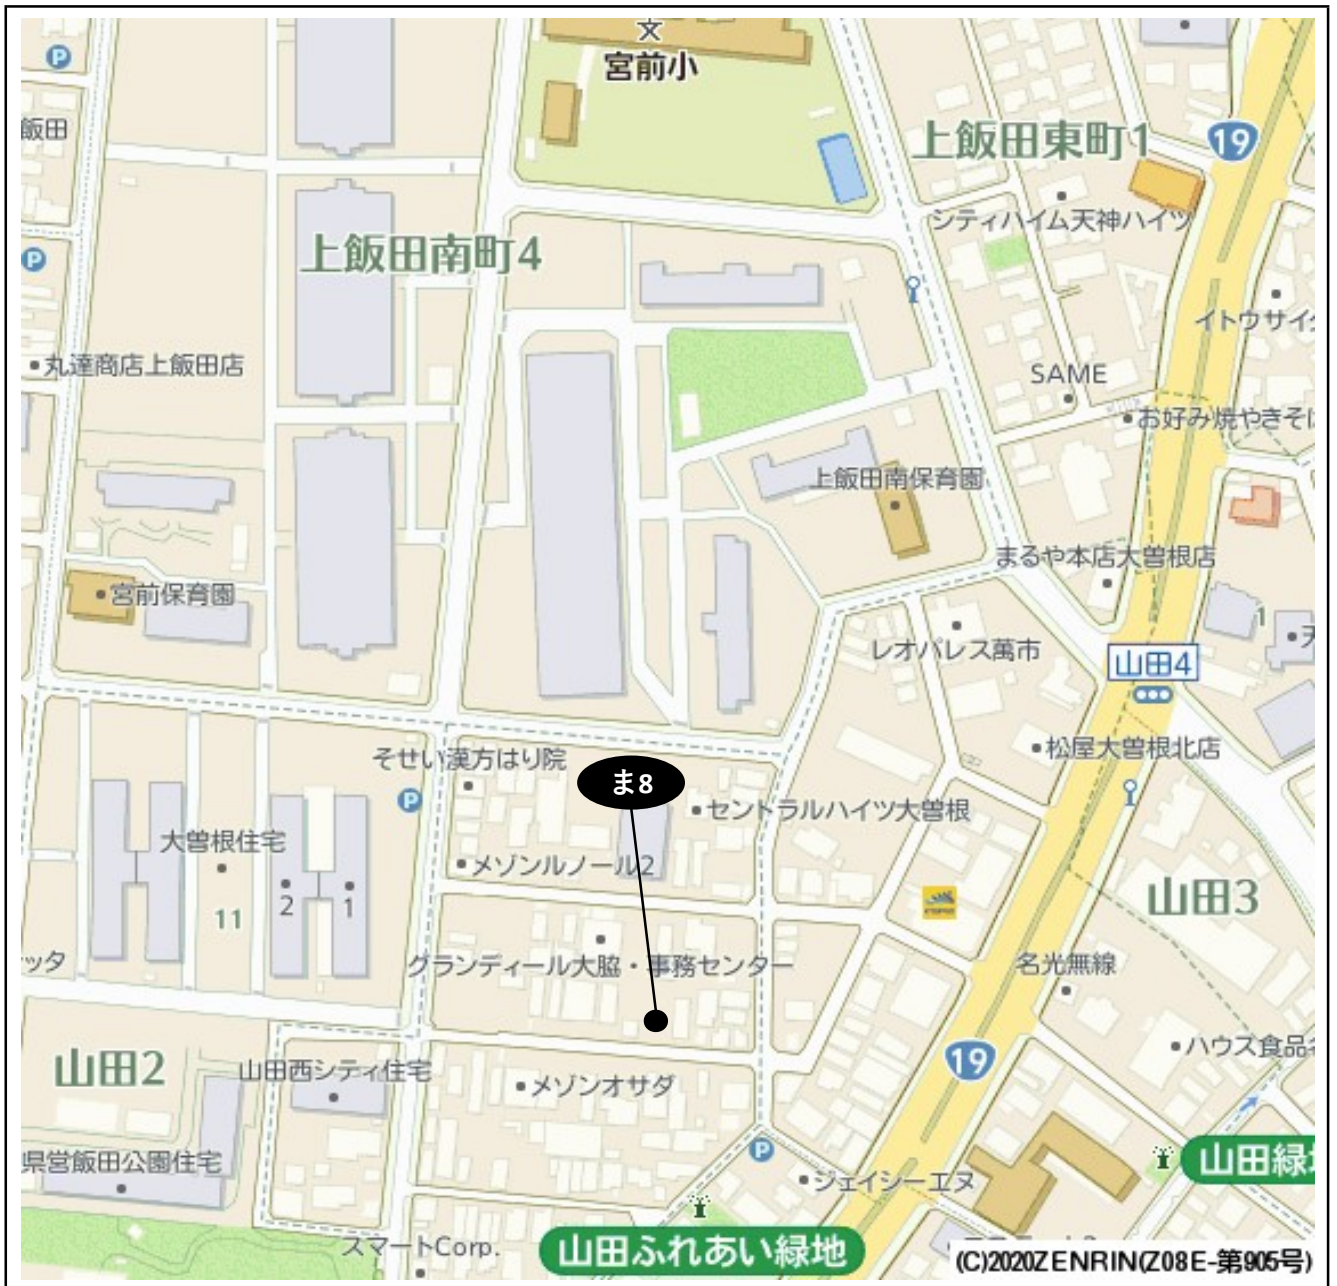 文
宮前小
P
飯田
上飯田東町1
19
シティハイム天神ハイツ
上飯田南町4
P
イトウサイ
丸達商店上飯田店
SAME
お好み焼やきそ
上飯田南保育園
まるや本店大曽根店
宮前保育園
1
天
レオパレス萬市
山田4
松屋大曽根北店
そせい漢方はり院
ま8
P
セントラルハイツ大曽根
大曽根住宅
メゾンルノール2
山田3
2
1
11
ッタ
グランディール大脇・事務センター
名光無線
19
ハウス食品
山田2
山田西シティ住宅
メゾンオサダ
P
県営飯田公園住宅
山田緑
ジェイシーエヌ
スマートCorp.
山田ふれあい緑地
(C)2020ZENRIN(Z08E-第905号)